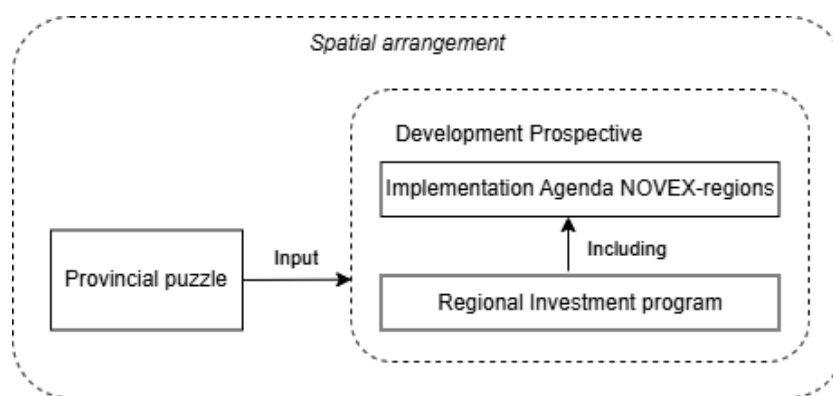 Spatial arrangement
Development Prospective
Implementation Agenda NOVEX-regions
Including
Regional Investment program
Provincial puzzle
Input